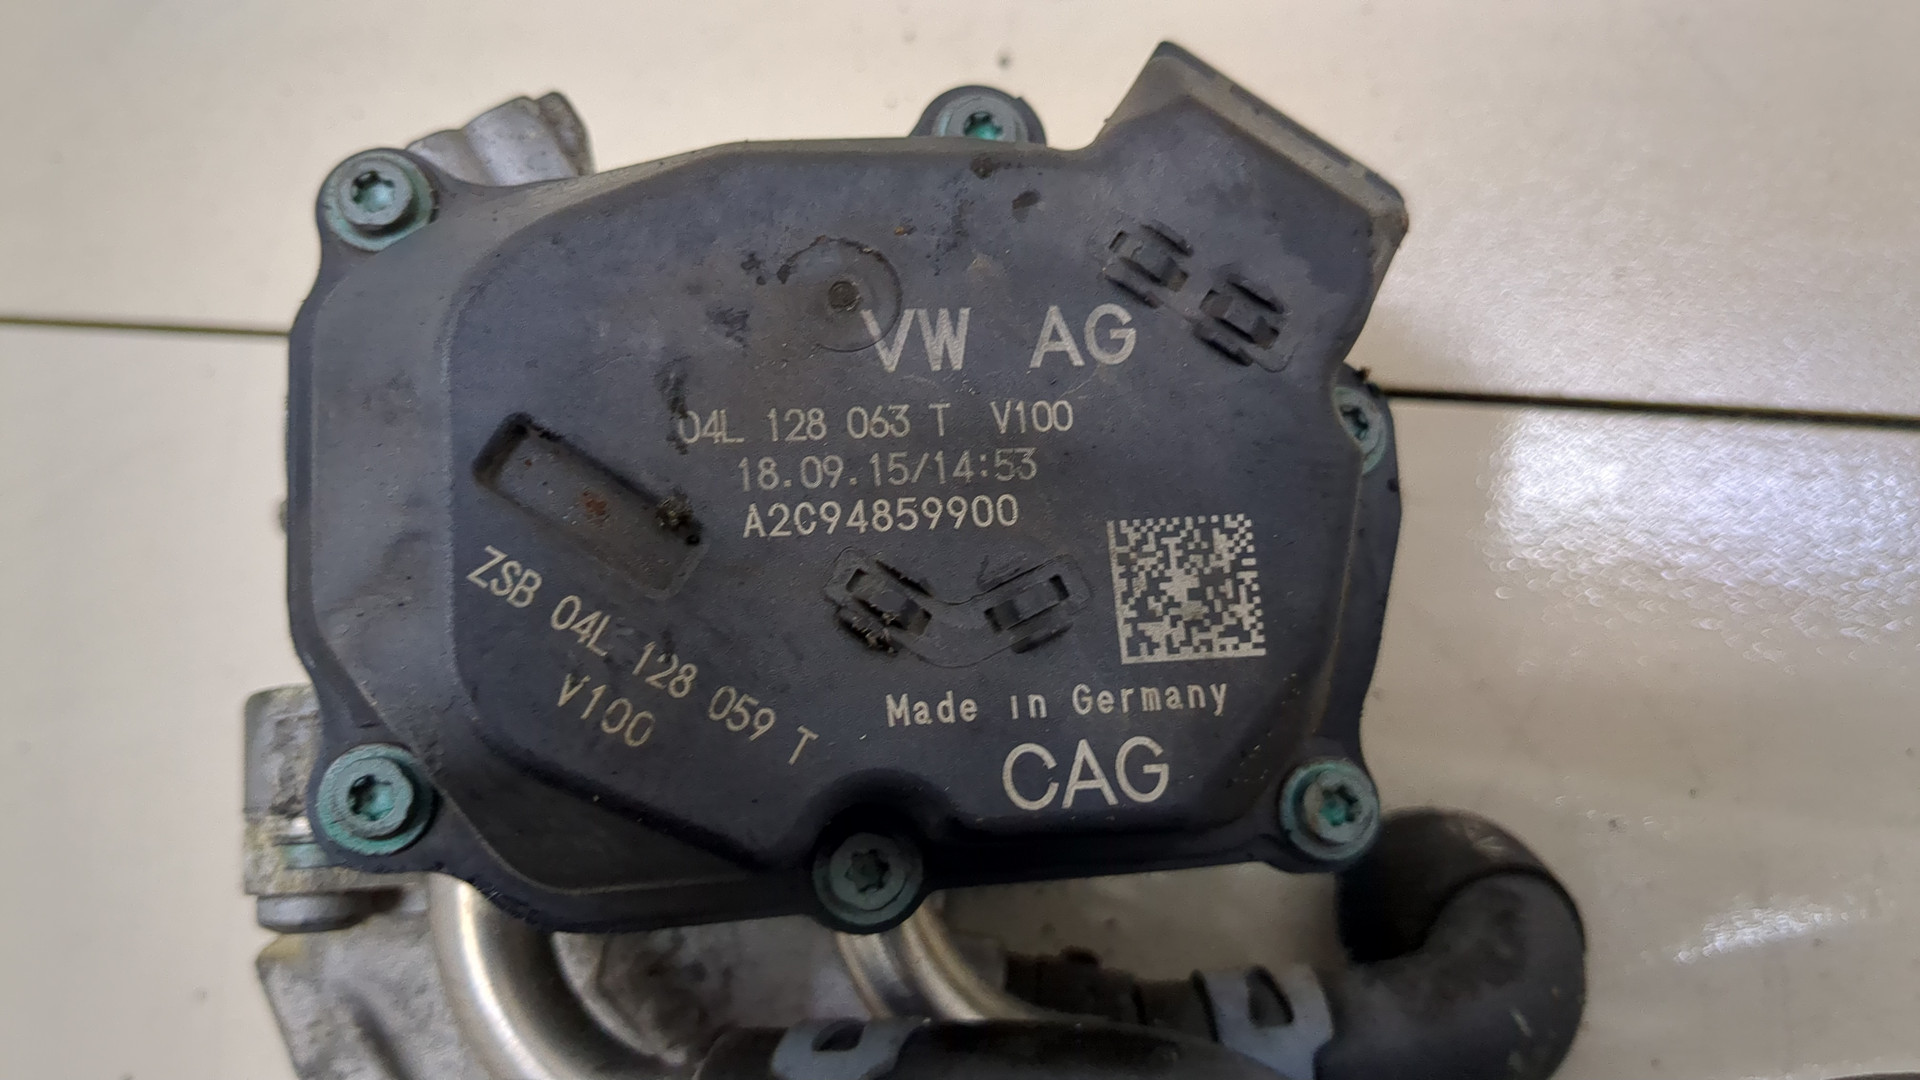 VW AG
04L 128 063 T V100
18.09.15/14:53
A2C94859900
ZSB 04L 128 059 T
V100
Made in Germany
CAG